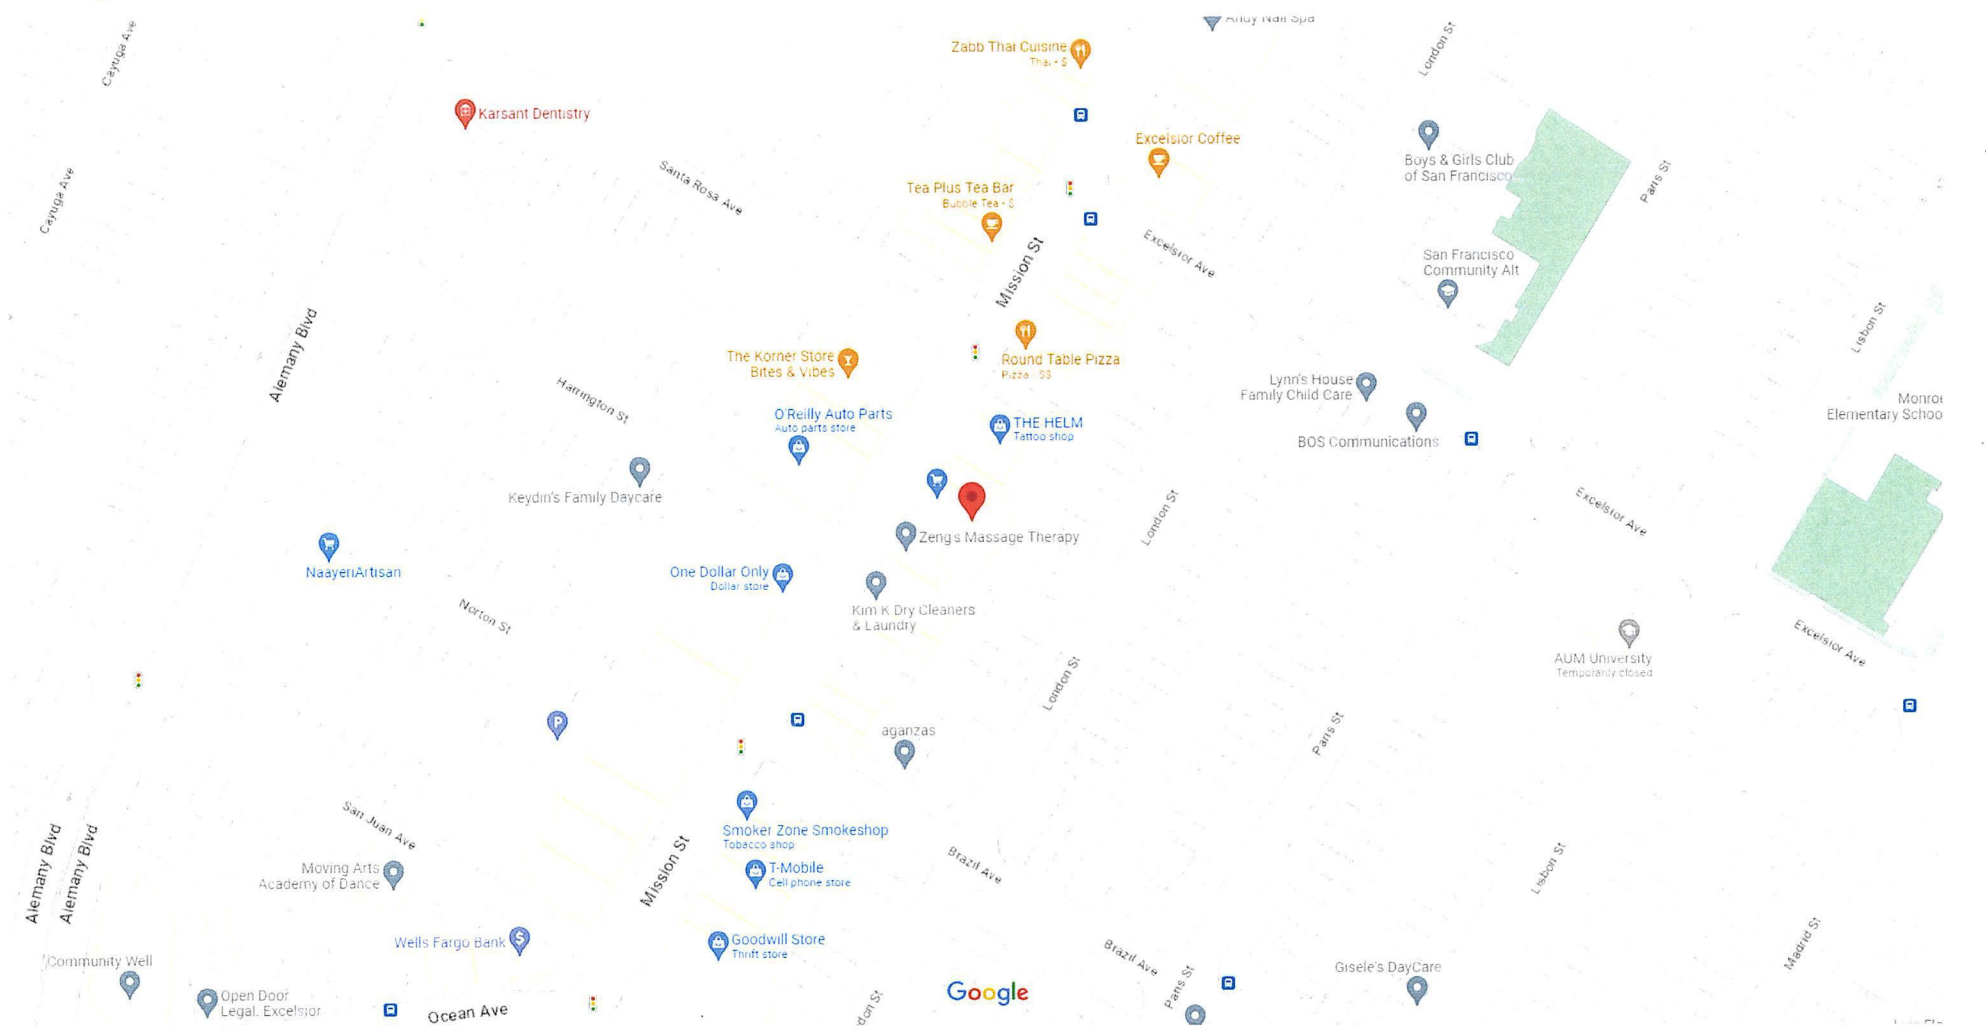 Cayuga Ave
Andy Nail Spa
London St
Zabb Thai Cuisine
Thai • $
Karsant Dentistry
Excelsior Coffee
Boys & Girls Club
of San Francisco
Paris St
Santa Rosa Ave
Cayuga Ave
Tea Plus Tea Bar
Bubble Tea • $
Mission St
Excelsior Ave
San Francisco
Community Alt
Lisbon St
Alemany Blvd
The Korner Store
Bites & Vibes
Round Table Pizza
Pizza • $$
Harrington St
Lynn's House
Family Child Care
Monroe
Elementary Schoo
O'Reilly Auto Parts
Auto parts store
THE HELM
Tattoo shop
BOS Communications
Keydin's Family Daycare
London St
Excelsior Ave
Zeng's Massage Therapy
NaayeriArtisan
One Dollar Only
Dollar store
Kim K Dry Cleaners
& Laundry
Norton St
Excelsior Ave
AUM University
Temporarily closed
London St
P
aganzas
Paris St
San Juan Ave
Smoker Zone Smokeshop
Tobacco shop
Mission St
T-Mobile
Cell phone store
Brazil Ave
Lisbon St
Alemany Blvd
Alemany Blvd
Moving Arts
Academy of Dance
Wells Fargo Bank
$
Goodwill Store
Thrift store
Brazil Ave
Paris St
Madrid St
Community Well
Gisele's DayCare
Open Door
Legal. Excelsior
Ocean Ave
don St
Google